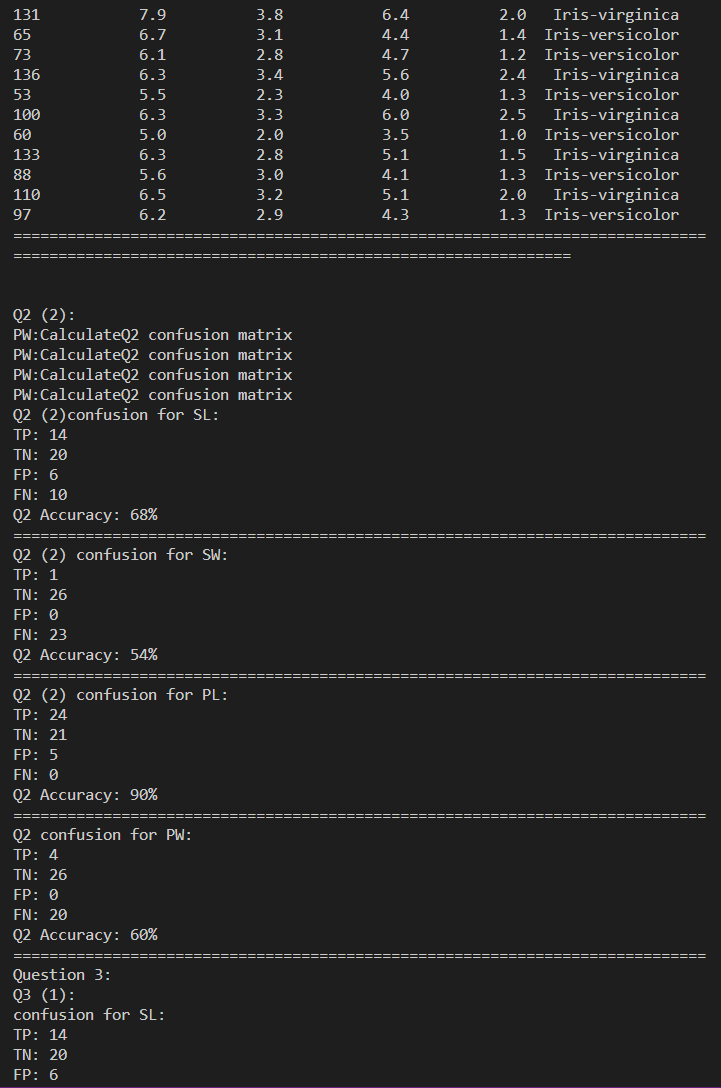 131 7.9 3.8 6.4 2.0 Iris-virginica
65 6.7 3.1 4.4 1.4 Iris-versicolor
73 6.1 2.8 4.7 1.2 Iris-versicolor
136 6.3 3.4 5.6 2.4 Iris-virginica
53 5.5 2.3 4.0 1.3 Iris-versicolor
100 6.3 3.3 6.0 2.5 Iris-virginica
60 5.0 2.0 3.5 1.0 Iris-versicolor
133 6.3 2.8 5.1 1.5 Iris-virginica
88 5.6 3.0 4.1 1.3 Iris-versicolor
110 6.5 3.2 5.1 2.0 Iris-virginica
97 6.2 2.9 4.3 1.3 Iris-versicolor
================================================================================
==============================================================
Q2 (2):
PW:CalculateQ2 confusion matrix
PW:CalculateQ2 confusion matrix
PW:CalculateQ2 confusion matrix
PW:CalculateQ2 confusion matrix
Q2 (2)confusion for SL:
TP: 14
TN: 20
FP: 6
FN: 10
Q2 Accuracy: 68%
================================================================================
Q2 (2) confusion for SW:
TP: 1
TN: 26
FP: 0
FN: 23
Q2 Accuracy: 54%
================================================================================
Q2 (2) confusion for PL:
TP: 24
TN: 21
FP: 5
FN: 0
Q2 Accuracy: 90%
================================================================================
Q2 confusion for PW:
TP: 4
TN: 26
FP: 0
FN: 20
Q2 Accuracy: 60%
================================================================================
Question 3:
Q3 (1):
confusion for SL:
TP: 14
TN: 20
FP: 6